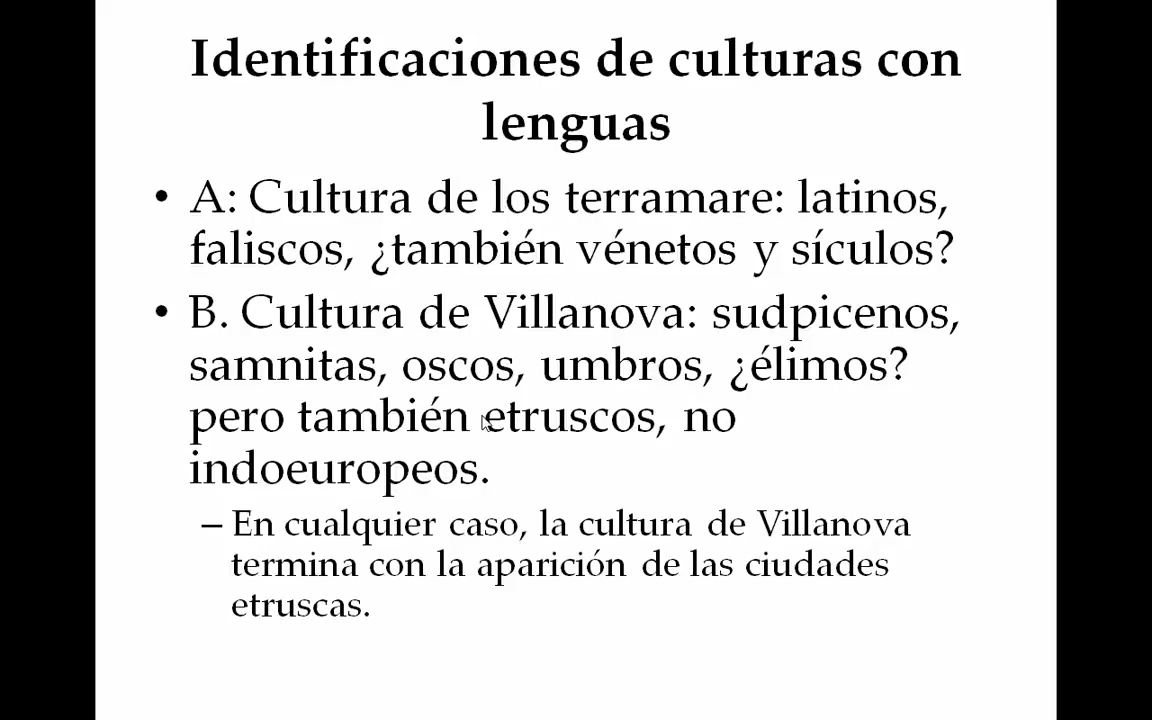 Identificaciones de culturas con
lenguas
• A: Cultura de los terramare: latinos,
faliscos, ¿también vénetos y sículos?
• B. Cultura de Villanova: sudpicenos,
samnitas, oscos, umbros, ¿élimos?
pero también etruscos, no
indoeuropeos.
– En cualquier caso, la cultura de Villanova
termina con la aparición de las ciudades
etruscas.